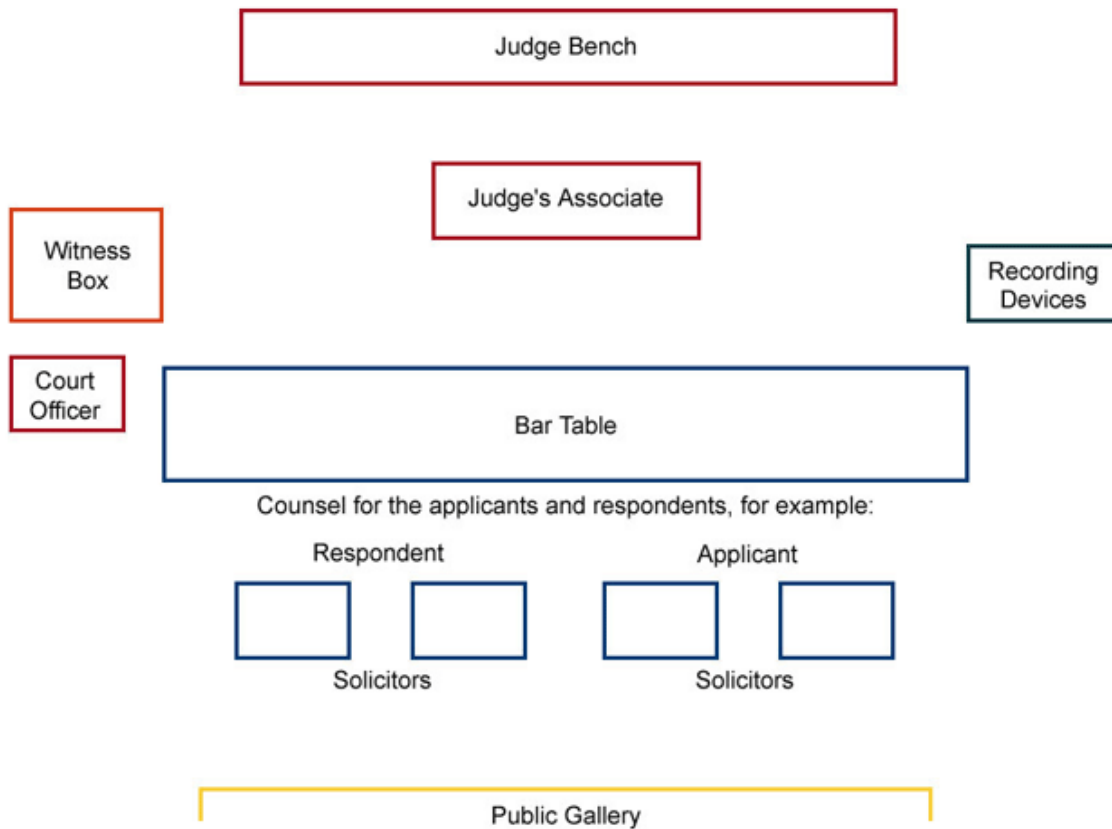 Judge Bench
Judge's Associate
Witness
Box
Recording
Devices
Court
Officer
Bar Table
Counsel for the applicants and respondents, for example:
Respondent
Applicant
Solicitors
Solicitors
Public Gallery